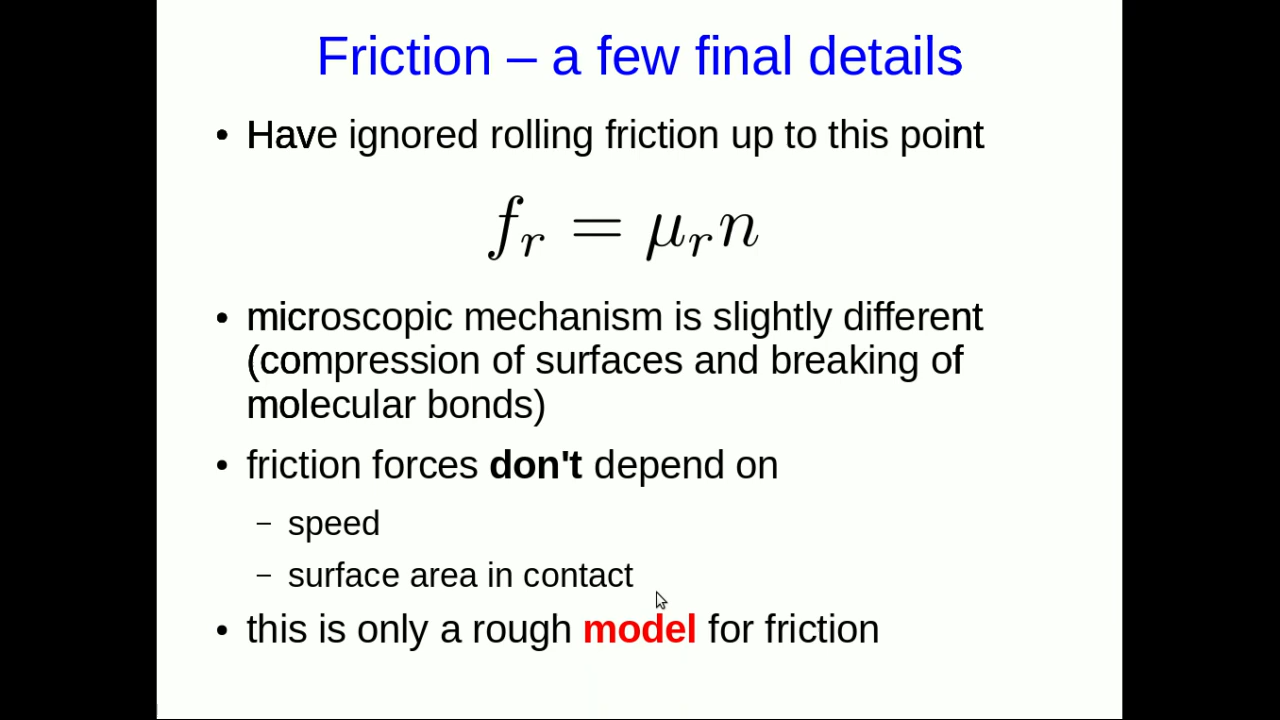 Friction – a few final details
• Have ignored rolling friction up to this point
f_r = μ_r n
• microscopic mechanism is slightly different
(compression of surfaces and breaking of
molecular bonds)
• friction forces don't depend on
– speed
– surface area in contact
• this is only a rough model for friction